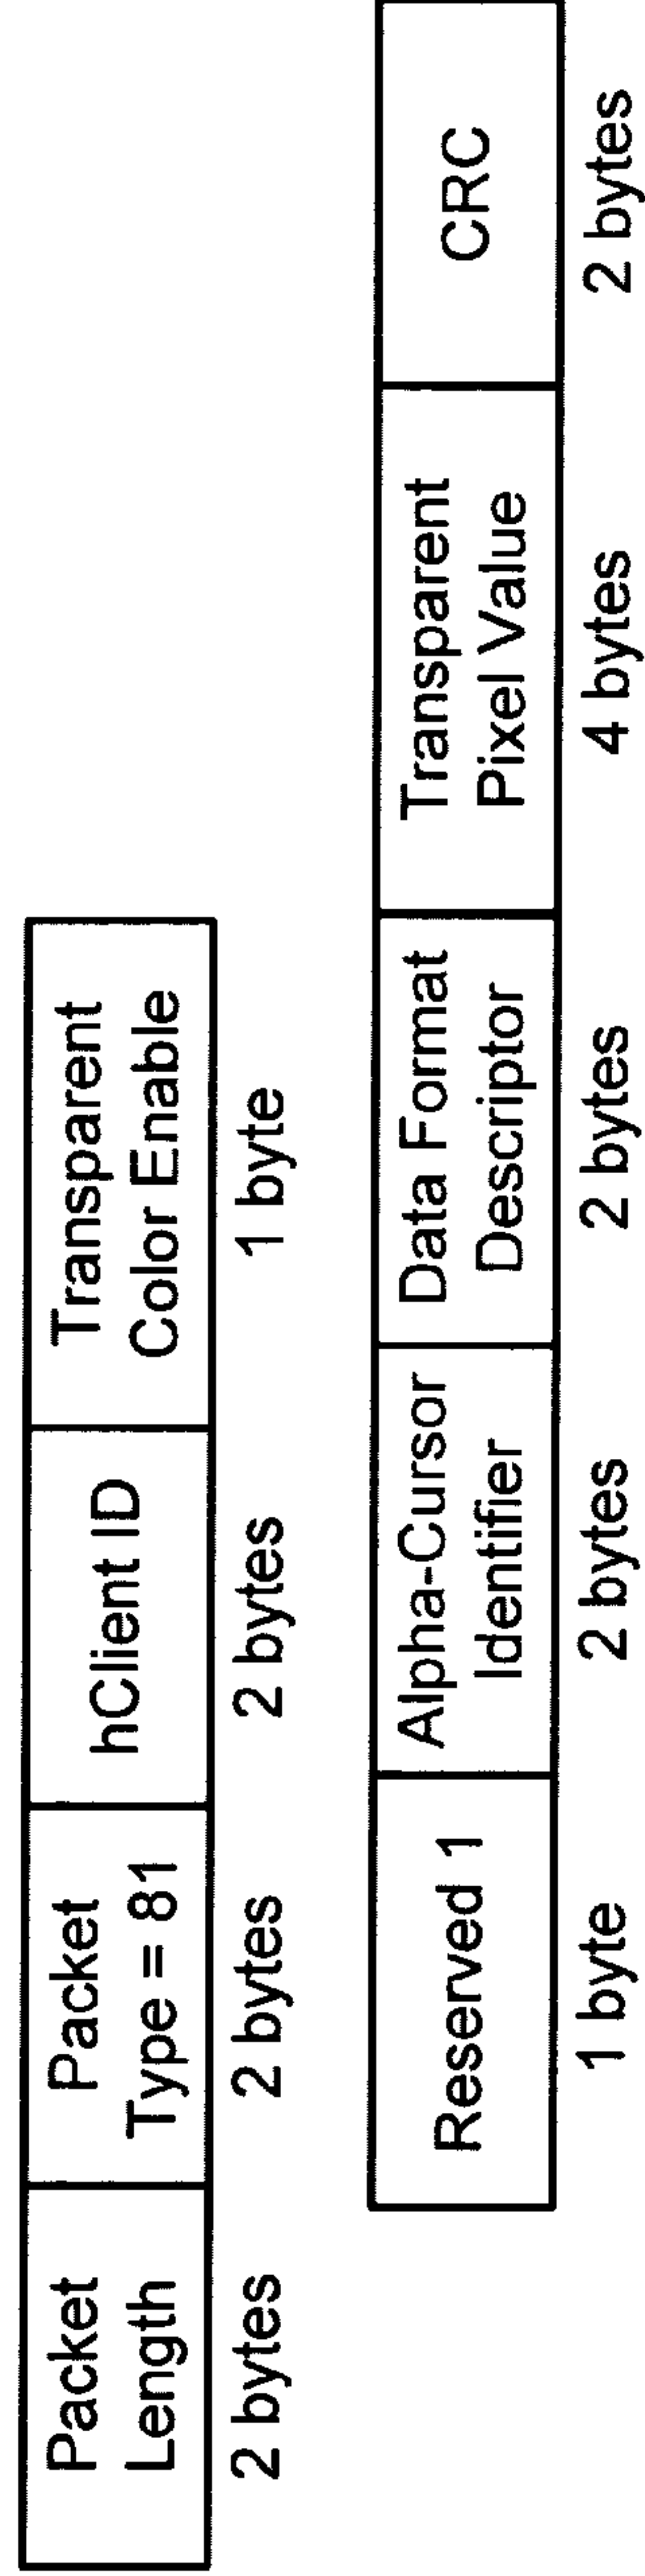 Packet
Length
2 bytes
Packet
Type = 81
2 bytes
hClient ID
2 bytes
Transparent
Color Enable
1 byte
Reserved 1
1 byte
Alpha-Cursor
Identifier
2 bytes
Data Format
Descriptor
2 bytes
Transparent
Pixel Value
4 bytes
CRC
2 bytes